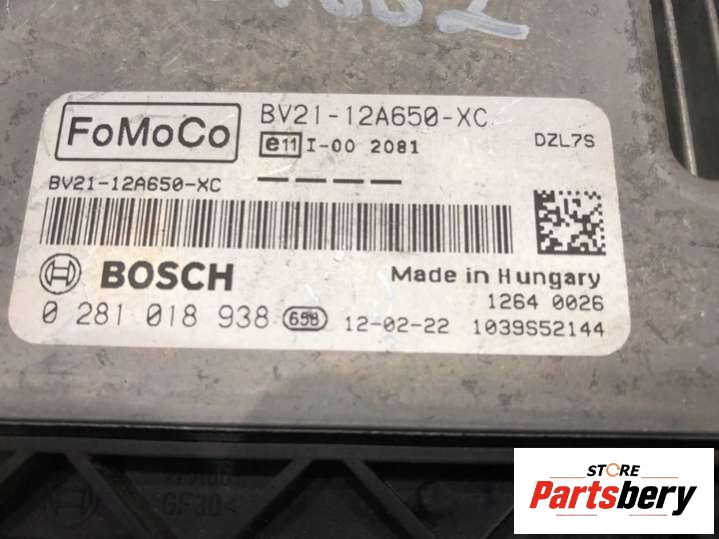 FoMoCo
BV21-12A650-XC
e11 I-00 2081
DZL7S
BV21-12A650-XC
BOSCH
Made in Hungary
1264 0026
0 281 018 938
12-02-22 1039S52144
STORE
Partsbery